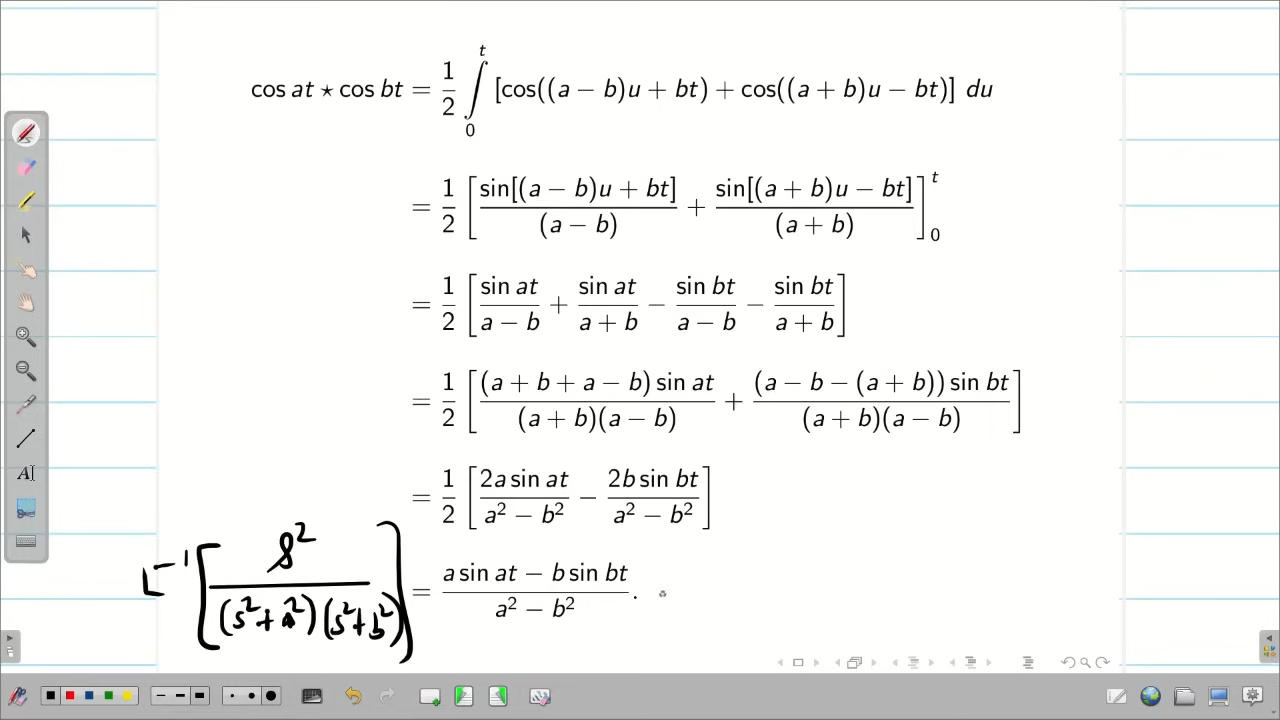 cos at ⋆ cos bt = 1/2 ∫₀ᵗ [cos((a − b)u + bt) + cos((a + b)u − bt)] du
= 1/2 [ sin[(a − b)u + bt]/(a − b) + sin[(a + b)u − bt]/(a + b) ]₀ᵗ
= 1/2 [ sin at/(a − b) + sin at/(a + b) − sin bt/(a − b) − sin bt/(a + b) ]
= 1/2 [ (a + b + a − b) sin at/((a + b)(a − b)) + (a − b − (a + b)) sin bt/((a + b)(a − b)) ]
= 1/2 [ 2a sin at/(a² − b²) − 2b sin bt/(a² − b²) ]
L⁻¹[ s²/((s²+a²)(s²+b²)) ] = (a sin at − b sin bt)/(a² − b²).